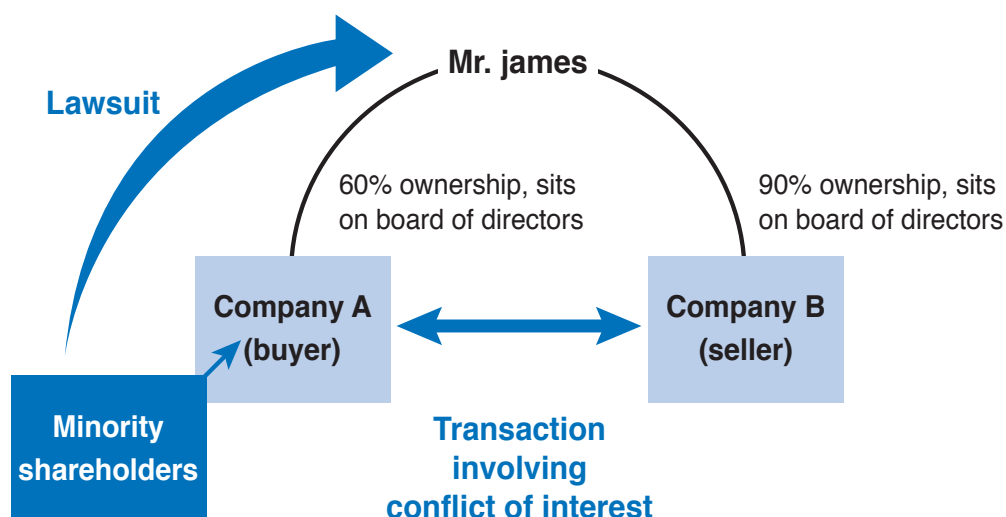 Mr. james
Lawsuit
60% ownership, sits
on board of directors
90% ownership, sits
on board of directors
Company A
(buyer)
Company B
(seller)
Minority
shareholders
Transaction
involving
conflict of interest